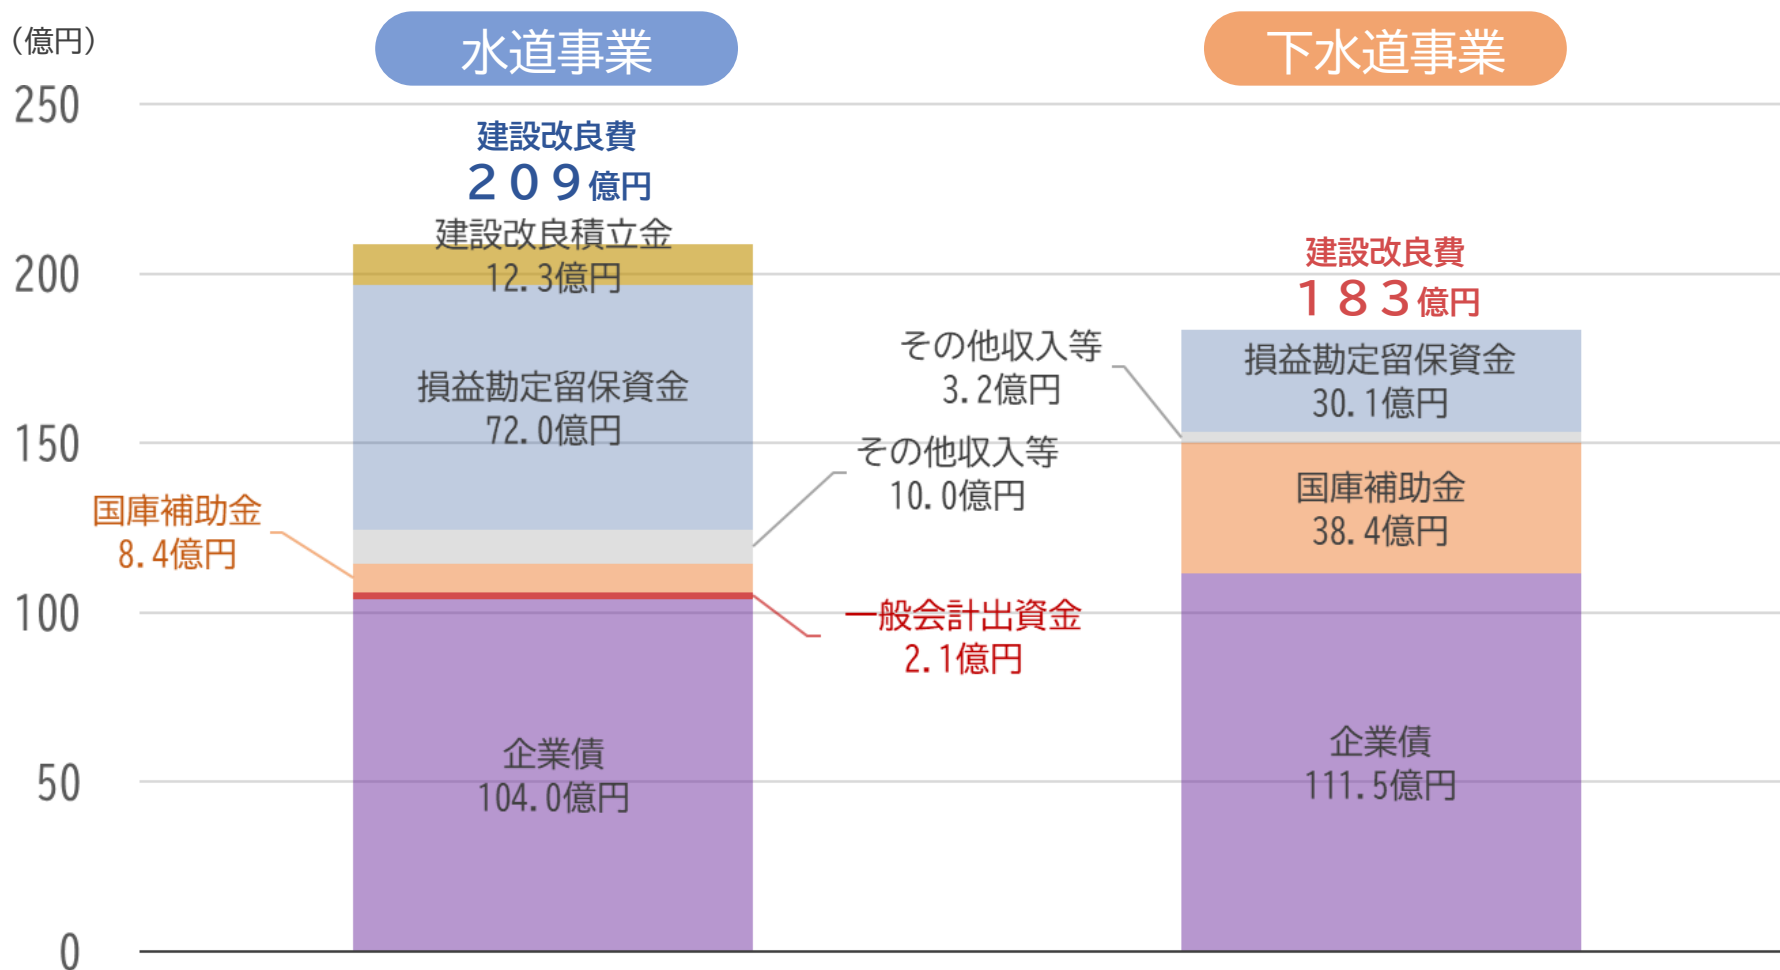 （億円）
水道事業
下水道事業
250
200
150
100
50
0
建設改良費
２０９億円
建設改良積立金
12.3億円
損益勘定留保資金
72.0億円
その他収入等
10.0億円
国庫補助金
8.4億円
一般会計出資金
2.1億円
企業債
104.0億円
建設改良費
１８３億円
損益勘定留保資金
30.1億円
その他収入等
3.2億円
国庫補助金
38.4億円
企業債
111.5億円